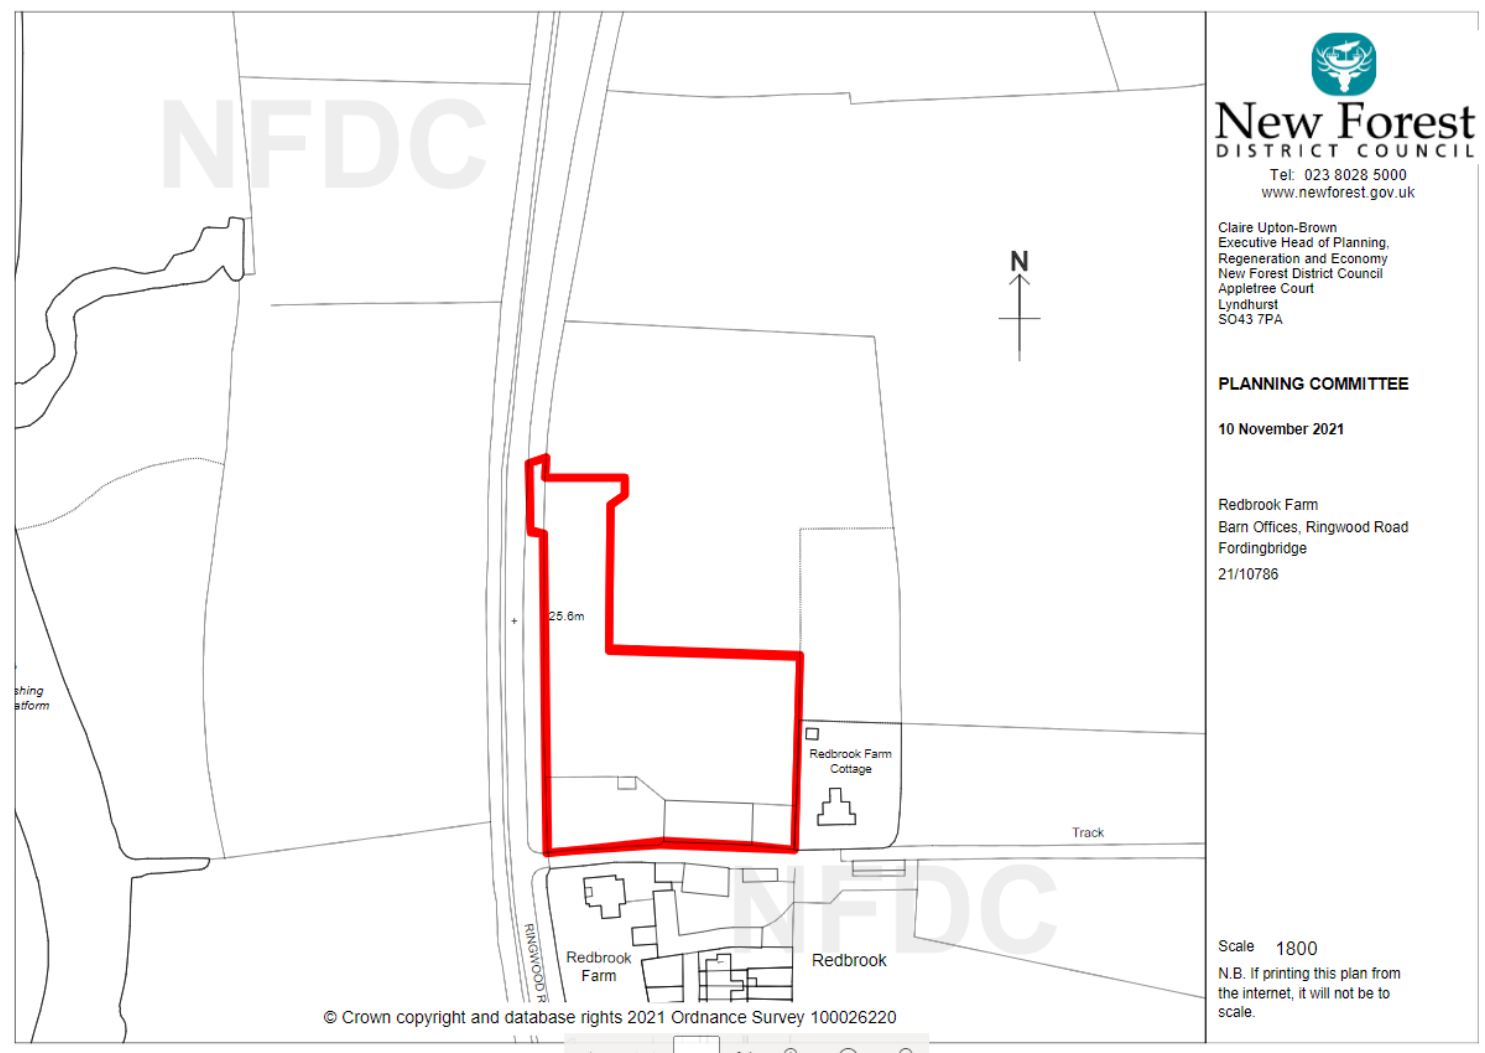 NFDC
N
25.6m
shing
atform
Redbrook Farm
Cottage
Track
NFDC
RINGWOOD R
Redbrook
Farm
Redbrook
© Crown copyright and database rights 2021 Ordnance Survey 100026220
New Forest
DISTRICT COUNCIL
Tel: 023 8028 5000
www.newforest.gov.uk
Claire Upton-Brown
Executive Head of Planning,
Regeneration and Economy
New Forest District Council
Appletree Court
Lyndhurst
SO43 7PA
PLANNING COMMITTEE
10 November 2021
Redbrook Farm
Barn Offices, Ringwood Road
Fordingbridge
21/10786
Scale 1800
N.B. If printing this plan from
the internet, it will not be to
scale.